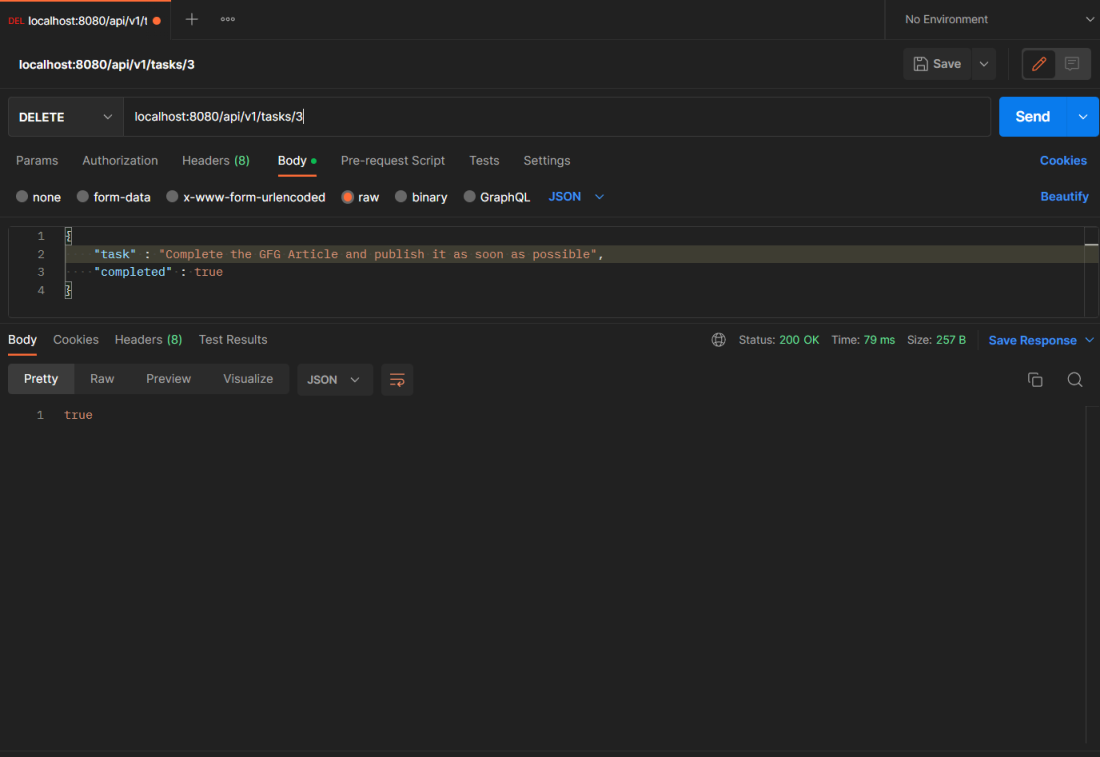 DEL localhost:8080/api/v1/t
No Environment
localhost:8080/api/v1/tasks/3
Save
DELETE localhost:8080/api/v1/tasks/3
Send
Params Authorization Headers (8) Body Pre-request Script Tests Settings Cookies
none form-data x-www-form-urlencoded raw binary GraphQL JSON Beautify
1 {
2 "task" : "Complete the GFG Article and publish it as soon as possible",
3 "completed" : true
4 }
Body Cookies Headers (8) Test Results Status: 200 OK Time: 79 ms Size: 257 B Save Response
Pretty Raw Preview Visualize JSON
1 true